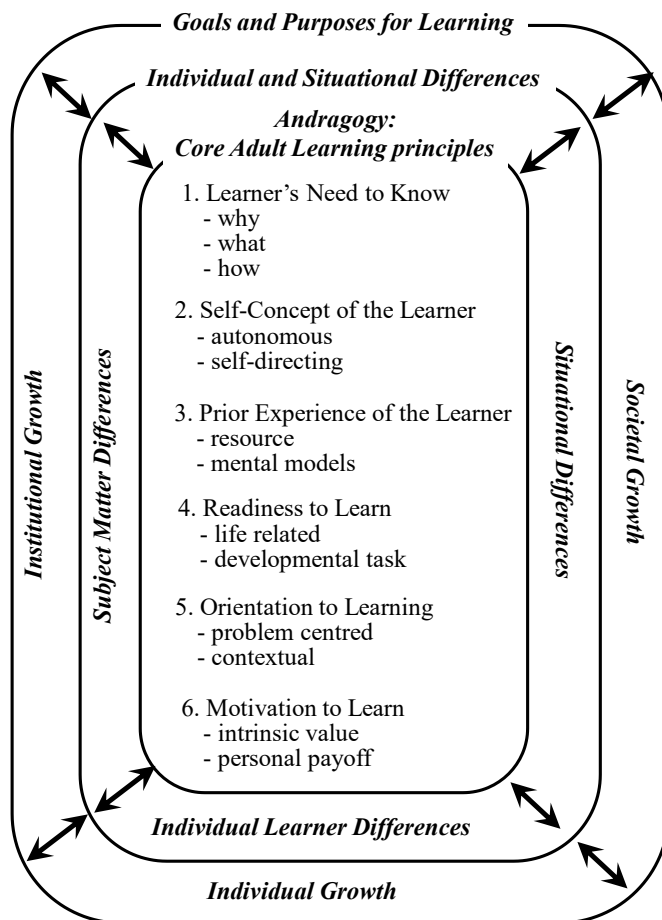 Goals and Purposes for Learning
Individual and Situational Differences
Andragogy:
Core Adult Learning principles
1. Learner’s Need to Know
- why
- what
- how
2. Self-Concept of the Learner
- autonomous
- self-directing
3. Prior Experience of the Learner
- resource
- mental models
4. Readiness to Learn
- life related
- developmental task
5. Orientation to Learning
- problem centred
- contextual
6. Motivation to Learn
- intrinsic value
- personal payoff
Institutional Growth
Subject Matter Differences
Situational Differences
Societal Growth
Individual Learner Differences
Individual Growth